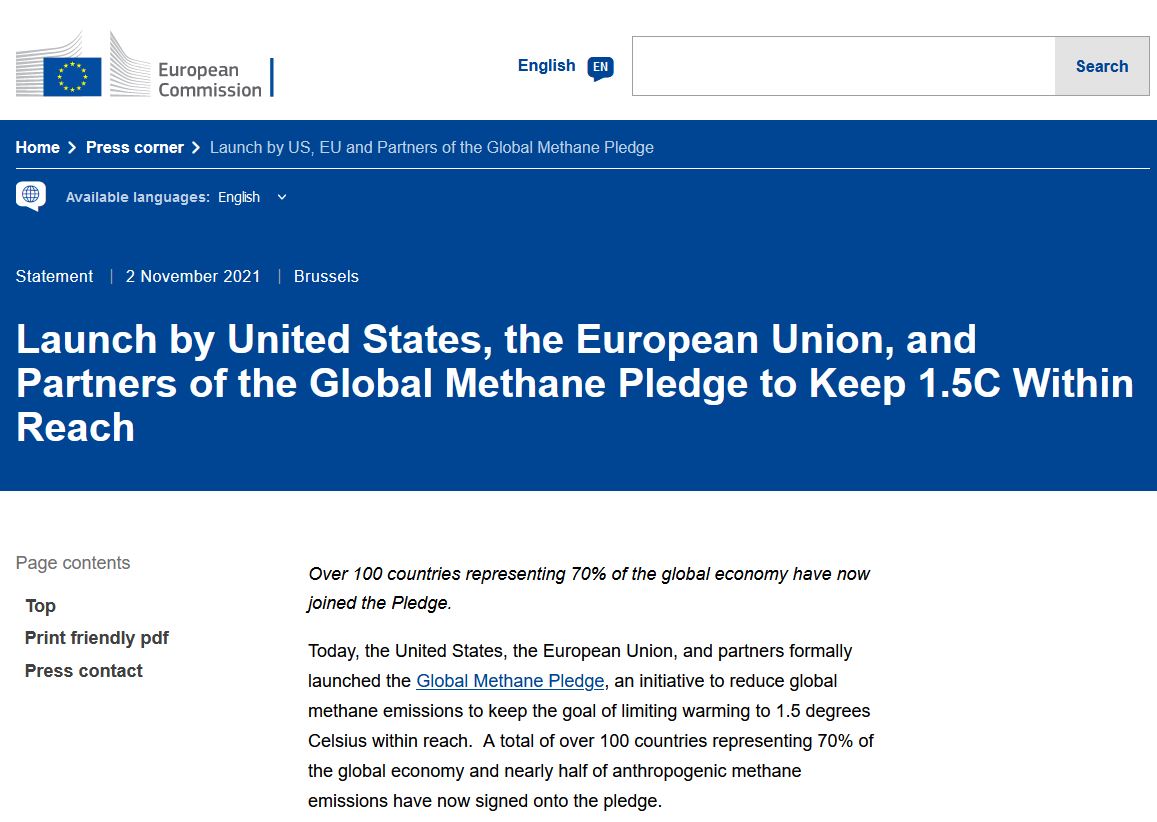 European
Commission
English EN
Search
Home Press corner Launch by US, EU and Partners of the Global Methane Pledge
Available languages: English
Statement | 2 November 2021 | Brussels
Launch by United States, the European Union, and
Partners of the Global Methane Pledge to Keep 1.5C Within
Reach
Page contents
Top
Print friendly pdf
Press contact
Over 100 countries representing 70% of the global economy have now
joined the Pledge.
Today, the United States, the European Union, and partners formally
launched the Global Methane Pledge, an initiative to reduce global
methane emissions to keep the goal of limiting warming to 1.5 degrees
Celsius within reach.  A total of over 100 countries representing 70% of
the global economy and nearly half of anthropogenic methane
emissions have now signed onto the pledge.